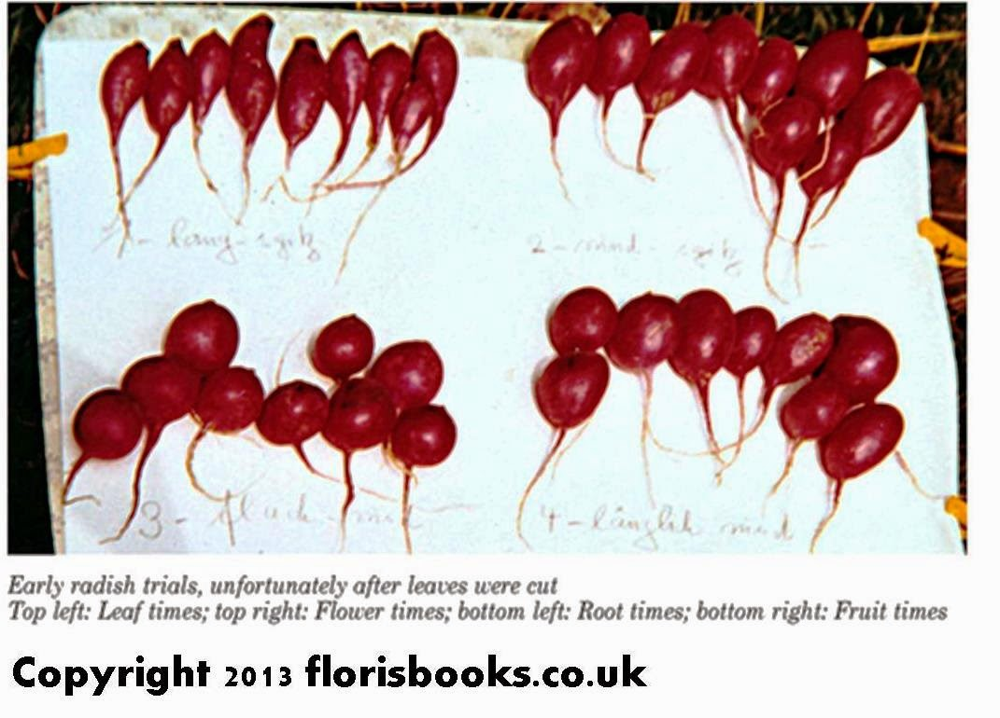 1 - lang - spitz
2 - rund - spitz
3 - flach - rund
4 - länglich rund
Early radish trials, unfortunately after leaves were cut
Top left: Leaf times; top right: Flower times; bottom left: Root times; bottom right: Fruit times
Copyright 2013 florisbooks.co.uk